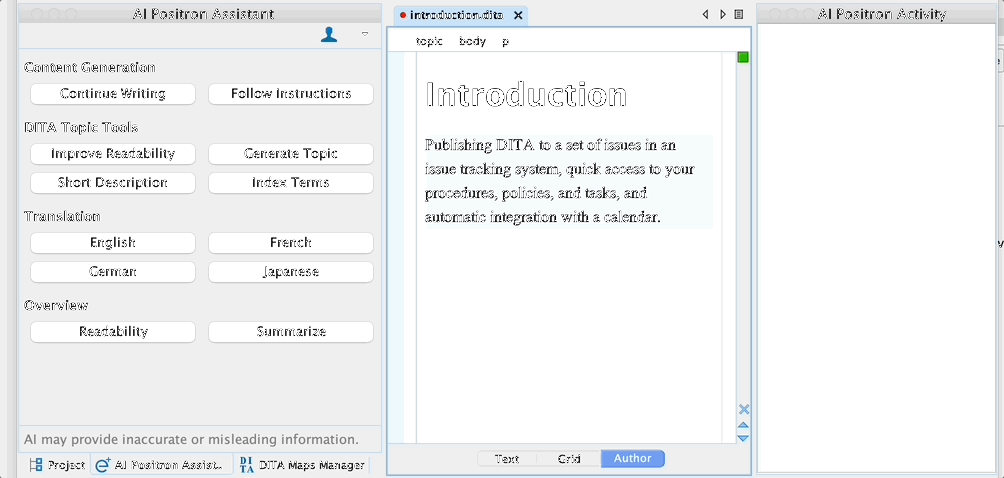 AI Positron Assistant
Content Generation
Continue Writing
Follow Instructions
DITA Topic Tools
Improve Readability
Generate Topic
Short Description
Index Terms
Translation
English
French
German
Japanese
Overview
Readability
Summarize
AI may provide inaccurate or misleading information.
Project
AI Positron Assist..
DITA Maps Manager
introduction.dita
topic body p
Introduction
Publishing DITA to a set of issues in an
issue tracking system, quick access to your
procedures, policies, and tasks, and
automatic integration with a calendar.
Text
Grid
Author
AI Positron Activity